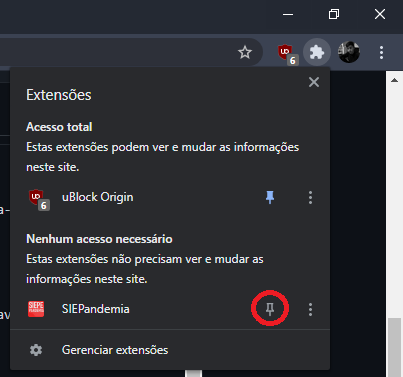 6
Extensões
Acesso total
Estas extensões podem ver e mudar as informações
neste site.
6
uBlock Origin
Nenhum acesso necessário
Estas extensões não precisam ver e mudar as
informações neste site.
SIEPE
SIEPandemia
Gerenciar extensões